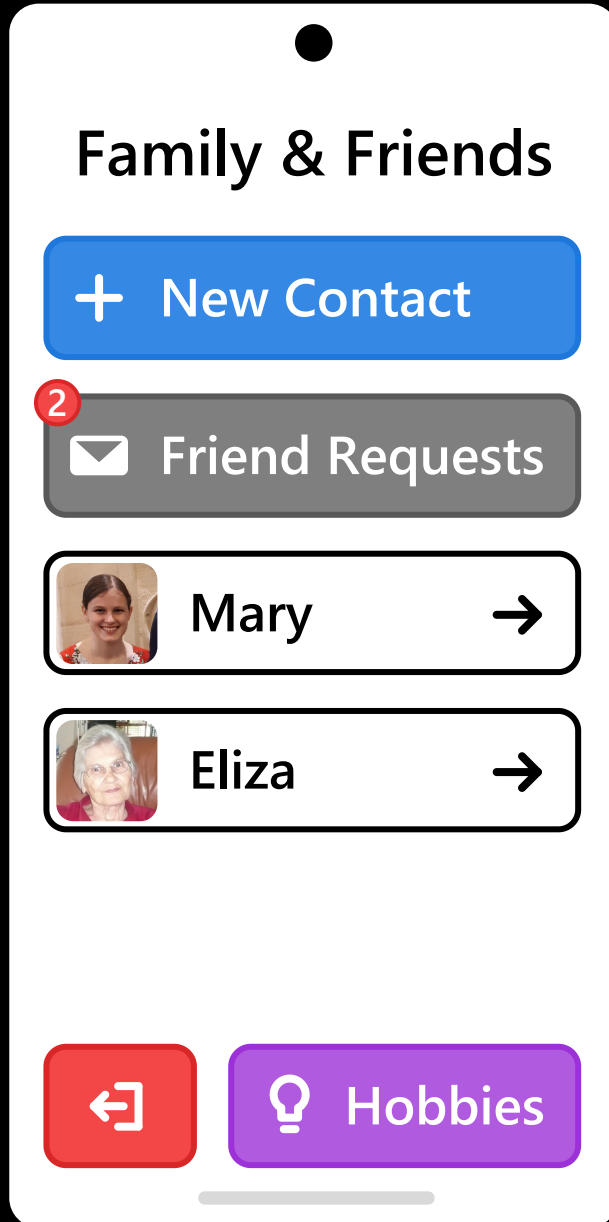 Family & Friends
New Contact
2
Friend Requests
Mary
Eliza
Hobbies